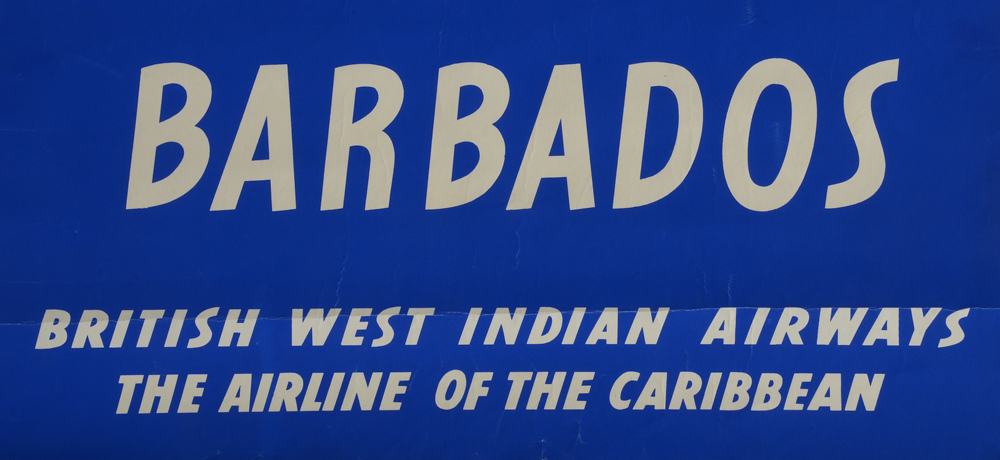 BARBADOS
BRITISH WEST INDIAN AIRWAYS
THE AIRLINE OF THE CARIBBEAN